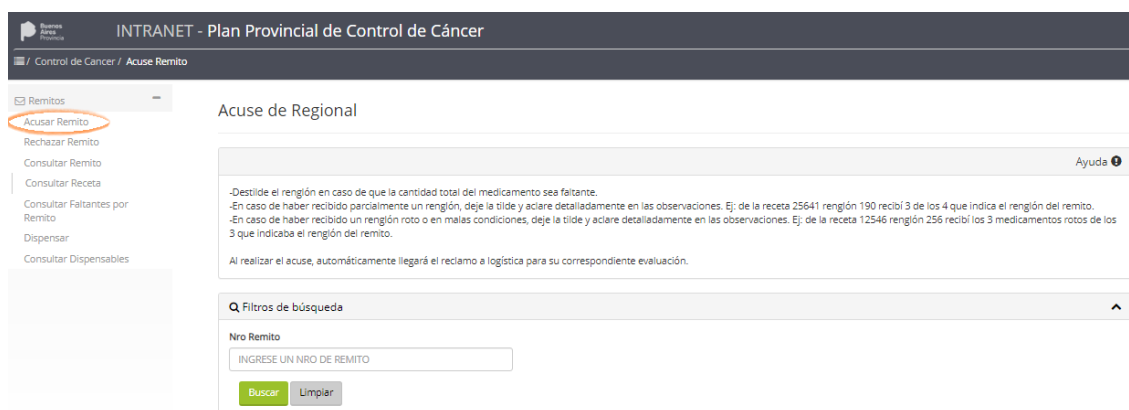 Buenos
Aires
Provincia
INTRANET - Plan Provincial de Control de Cáncer
/ Control de Cancer / Acuse Remito
Remitos
Acusar Remito
Rechazar Remito
Consultar Remito
Consultar Receta
Consultar Faltantes por
Remito
Dispensar
Consultar Dispensables
Acuse de Regional
Ayuda
-Destilde el renglón en caso de que la cantidad total del medicamento sea faltante.
-En caso de haber recibido parcialmente un renglón, deje la tilde y aclare detalladamente en las observaciones. Ej: de la receta 25641 renglón 190 recibí 3 de los 4 que indica el renglón del remito.
-En caso de haber recibido un renglón roto o en malas condiciones, deje la tilde y aclare detalladamente en las observaciones. Ej: de la receta 12546 renglón 256 recibí los 3 medicamentos rotos de los
3 que indicaba el renglón del remito.
Al realizar el acuse, automáticamente llegará el reclamo a logística para su correspondiente evaluación.
Filtros de búsqueda
Nro Remito
INGRESE UN NRO DE REMITO
Buscar Limpiar